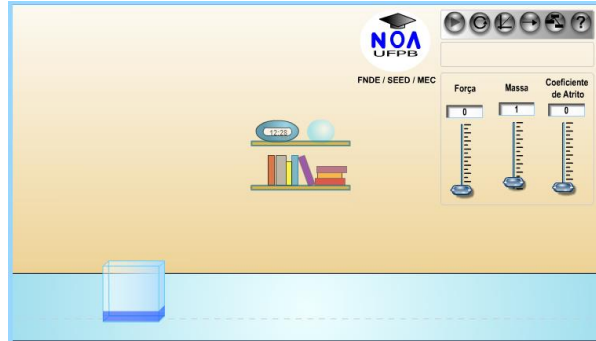 NOA
UFPB
FNDE / SEED / MEC
?
Força
Massa
Coeficiente
de Atrito
0
1
0
12:28